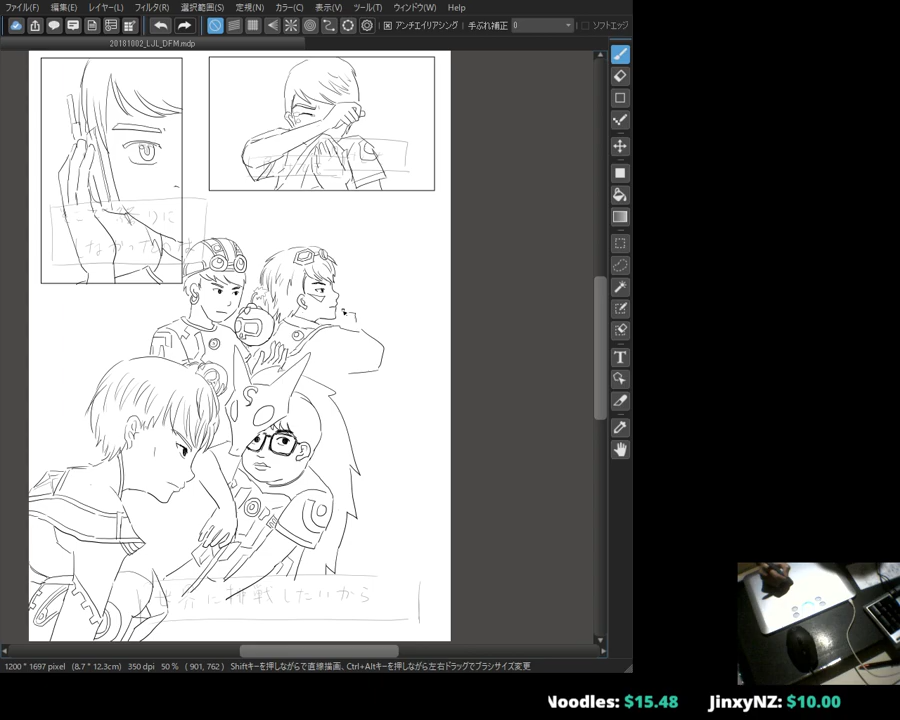 ファイル(F) 編集(E) レイヤー(L) フィルタ(R) 選択範囲(S) 定規(N) カラー(C) 表示(V) ツール(T) ウィンドウ(W) Help
アンチエイリアシング 手ぶれ補正 0 ソフトエッジ
20181002_LJL_DFM.mdp
なかったのは
世界に挑戦したいから
1200 * 1697 pixel (8.7 * 12.3cm) 350 dpi 50 % ( 901, 762 ) Shiftキーを押しながらで直線描画、Ctrl+Altキーを押しながら左右ドラッグでブラシサイズ変更
Noodles: $15.48 JinxyNZ: $10.00